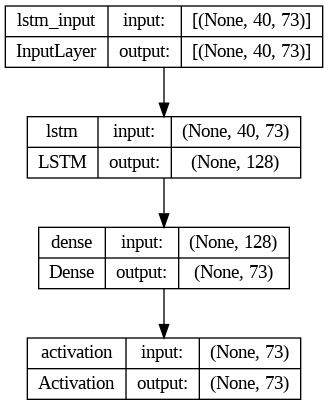 lstm_input input: [(None, 40, 73)]
InputLayer output: [(None, 40, 73)]
lstm input: (None, 40, 73)
LSTM output: (None, 128)
dense input: (None, 128)
Dense output: (None, 73)
activation input: (None, 73)
Activation output: (None, 73)